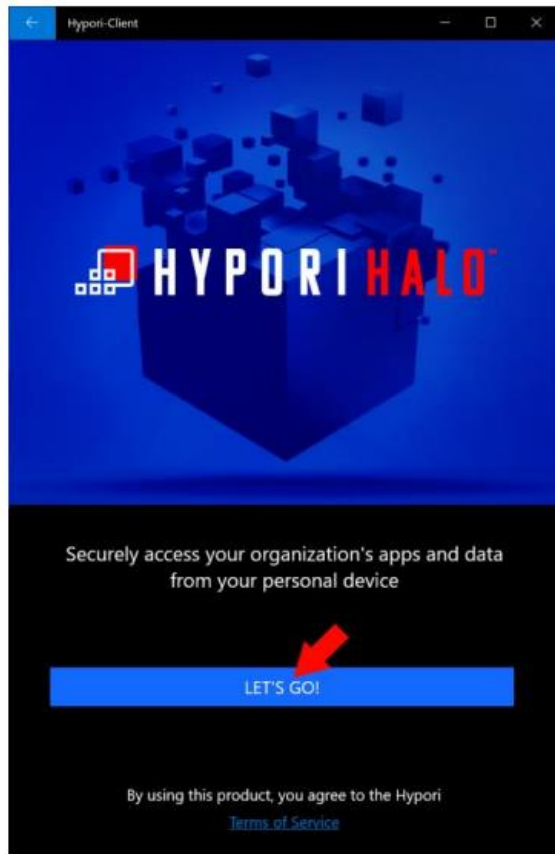 Hypori-Client
HYPORI HALO™
Securely access your organization's apps and data
from your personal device
LET'S GO!
By using this product, you agree to the Hypori
Terms of Service